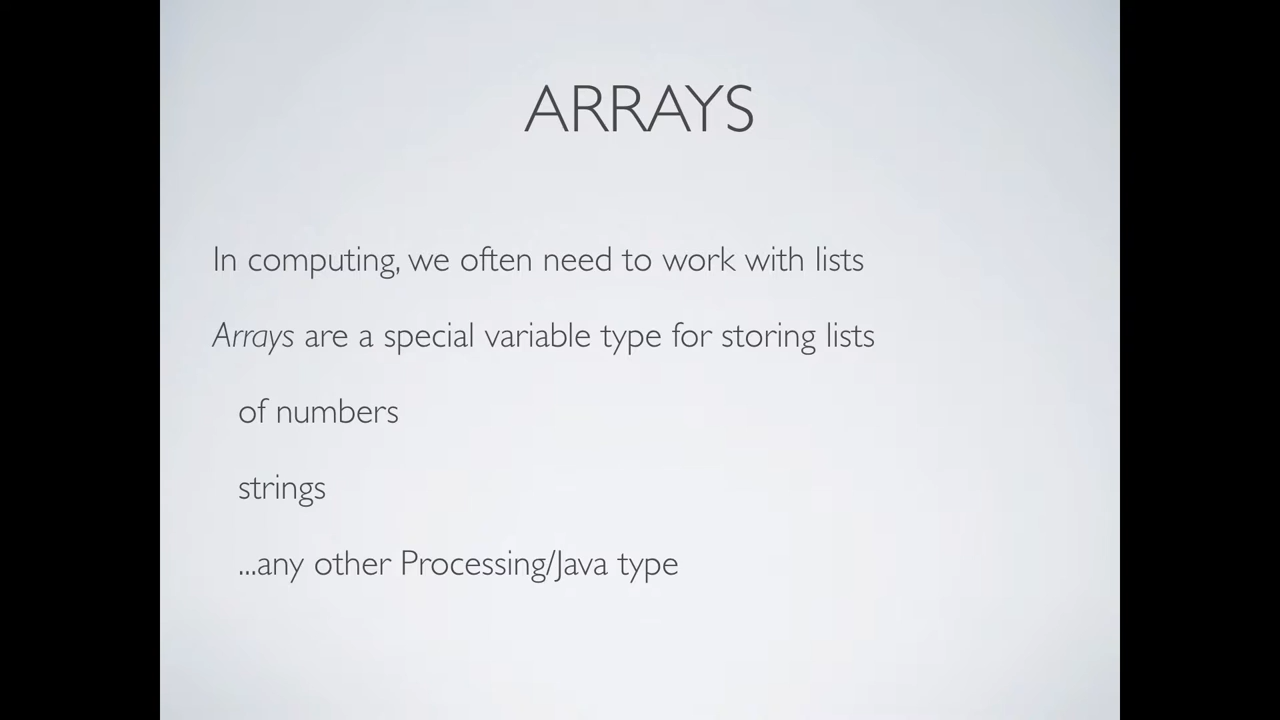 ARRAYS
In computing, we often need to work with lists
Arrays are a special variable type for storing lists
of numbers
strings
...any other Processing/Java type